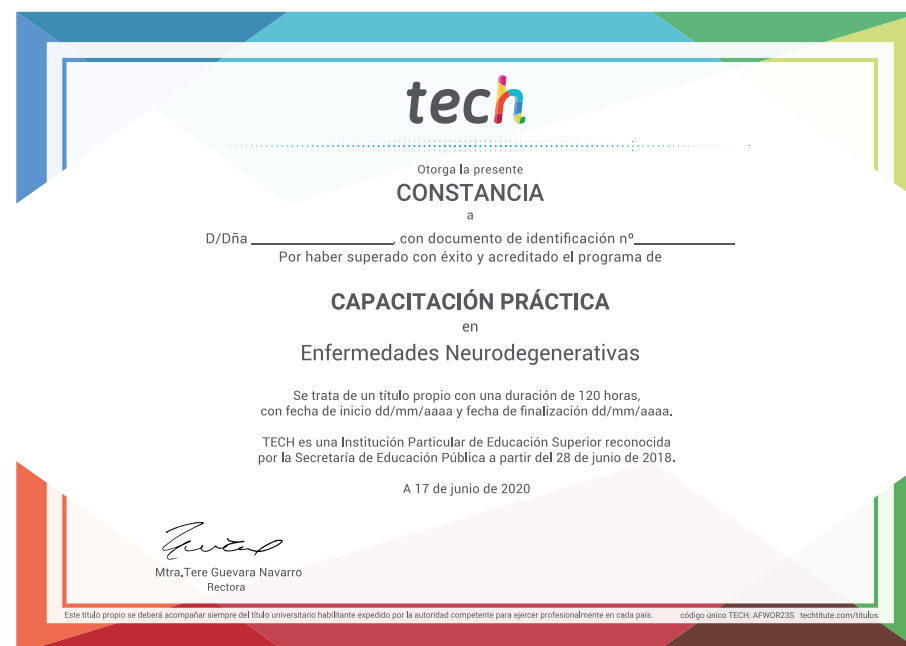 tech
Otorga la presente
CONSTANCIA
a
D/Dña ________________, con documento de identificación nº____________
Por haber superado con éxito y acreditado el programa de
CAPACITACIÓN PRÁCTICA
en
Enfermedades Neurodegenerativas
Se trata de un título propio con una duración de 120 horas,
con fecha de inicio dd/mm/aaaa y fecha de finalización dd/mm/aaaa.
TECH es una Institución Particular de Educación Superior reconocida
por la Secretaría de Educación Pública a partir del 28 de junio de 2018.
A 17 de junio de 2020
Mtra.Tere Guevara Navarro
Rectora
Este título propio se deberá acompañar siempre del título universitario habilitante expedido por la autoridad competente para ejercer profesionalmente en cada país. código único TECH: AFWOR23S techtitute.com/titulos